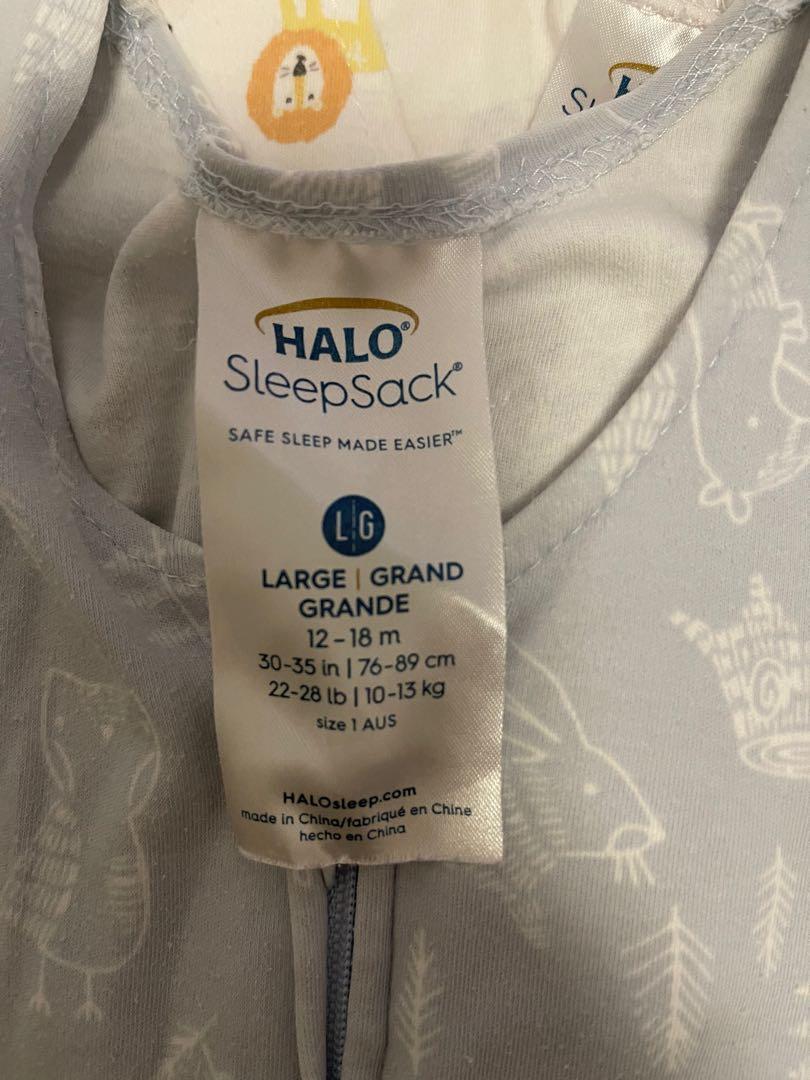 HALO®
SleepSack®
SAFE SLEEP MADE EASIER™
L|G
LARGE | GRAND
GRANDE
12-18 m
30-35 in | 76-89 cm
22-28 lb | 10-13 kg
size 1 AUS
HALOsleep.com
made in China/fabriqué en Chine
hecho en China